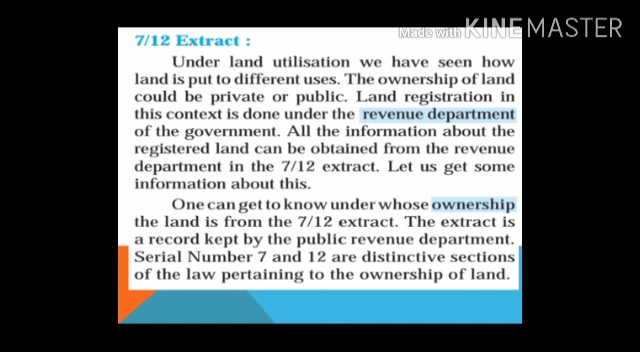 Made with KINEMASTER
7/12 Extract :
Under land utilisation we have seen how
land is put to different uses. The ownership of land
could be private or public. Land registration in
this context is done under the revenue department
of the government. All the information about the
registered land can be obtained from the revenue
department in the 7/12 extract. Let us get some
information about this.
One can get to know under whose ownership
the land is from the 7/12 extract. The extract is
a record kept by the public revenue department.
Serial Number 7 and 12 are distinctive sections
of the law pertaining to the ownership of land.